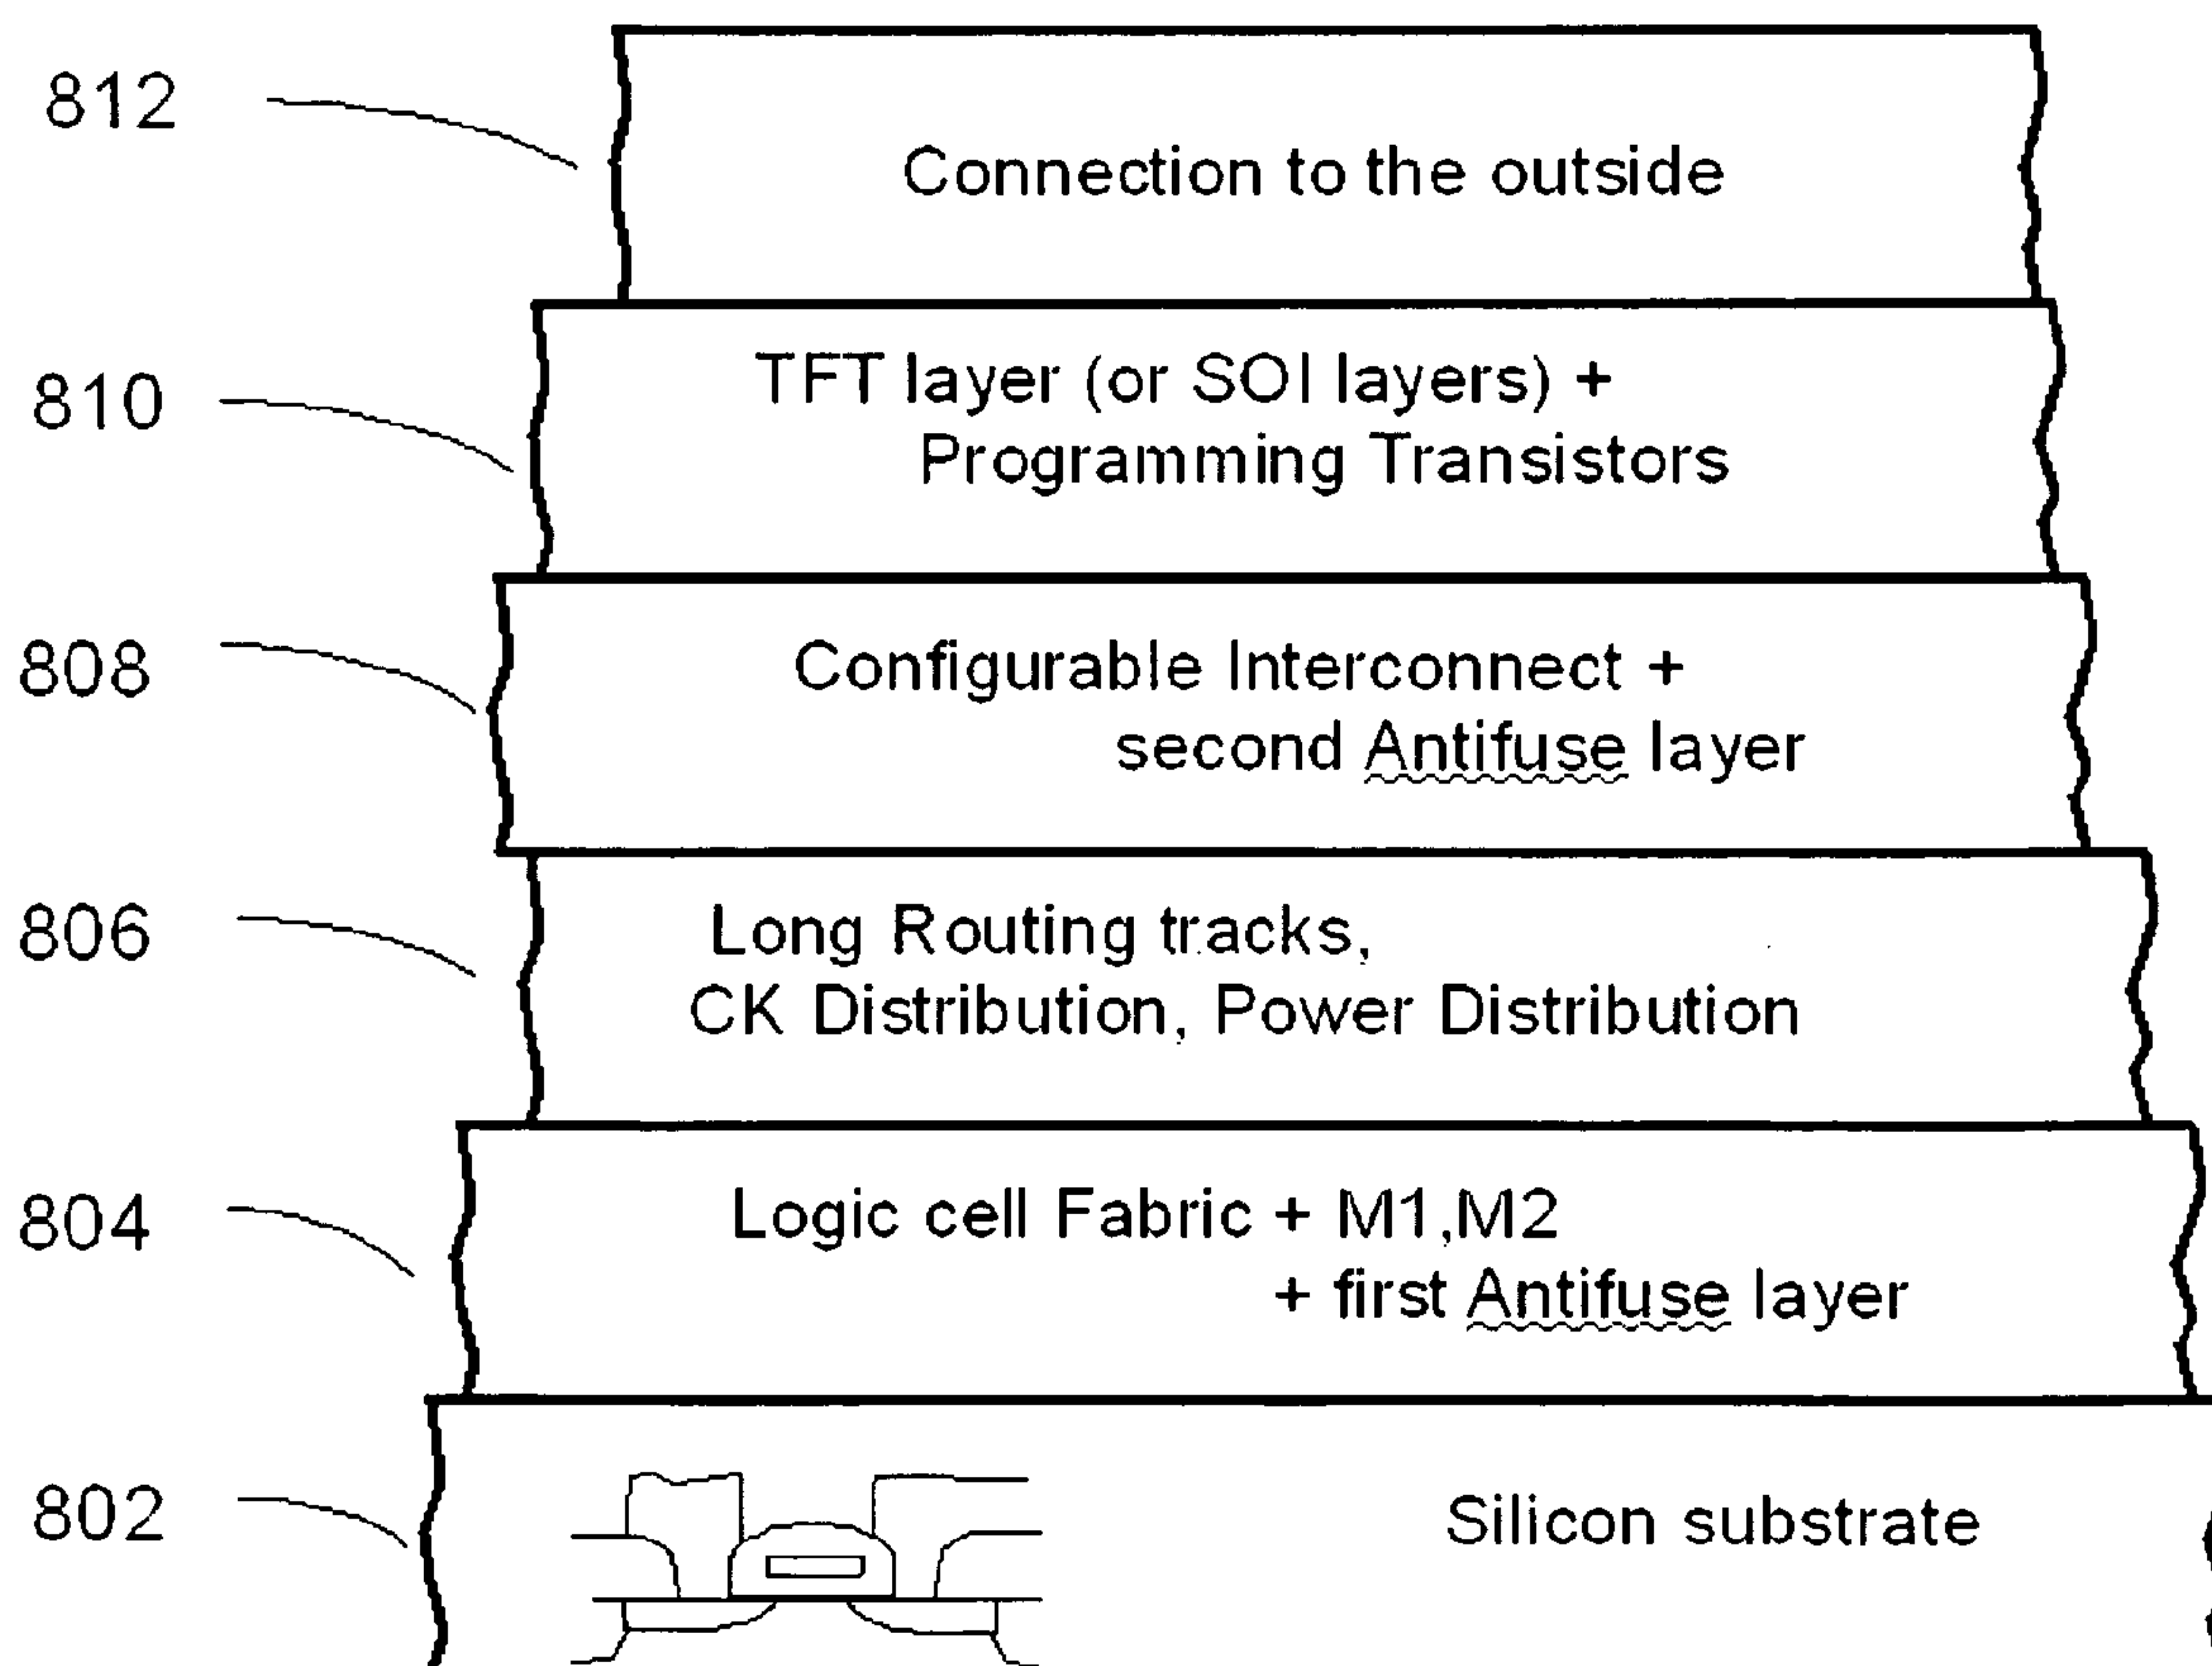 812
Connection to the outside
810
TFT layer (or SOI layers) +
Programming Transistors
808
Configurable Interconnect +
second Antifuse layer
806
Long Routing tracks,
CK Distribution, Power Distribution
804
Logic cell Fabric + M1,M2
+ first Antifuse layer
802
Silicon substrate